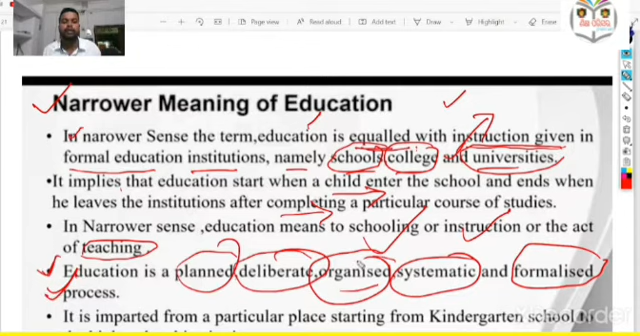 Page view
Read aloud
Add text
Draw
Highlight
Erase
Narrower Meaning of Education
• In narower Sense the term,education is equalled with instruction given in
formal education institutions, namely schools college and universities.
•It implies that education start when a child enter the school and ends when
he leaves the institutions after completing a particular course of studies.
• In Narrower sense ,education means to schooling or instruction or the act
of teaching.
• Education is a planned,deliberate,organised,systematic and formalised
process.
• It is imparted from a particular place starting from Kindergarten school